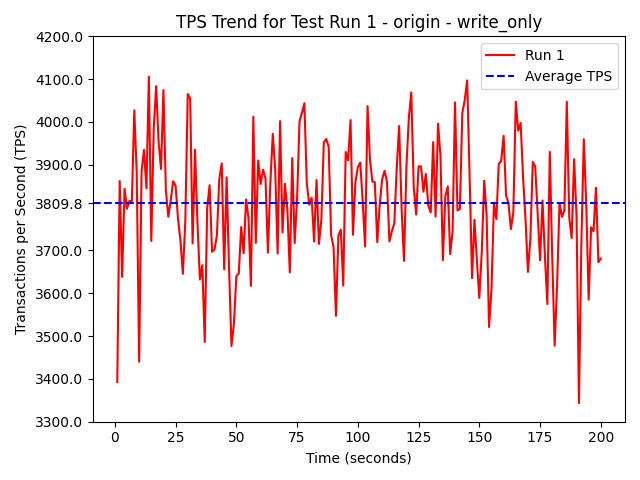 TPS Trend for Test Run 1 - origin - write_only
Run 1
Average TPS
Transactions per Second (TPS)
4200.0
4100.0
4000.0
3900.0
3809.8
3700.0
3600.0
3500.0
3400.0
3300.0
0 25 50 75 100 125 150 175 200
Time (seconds)